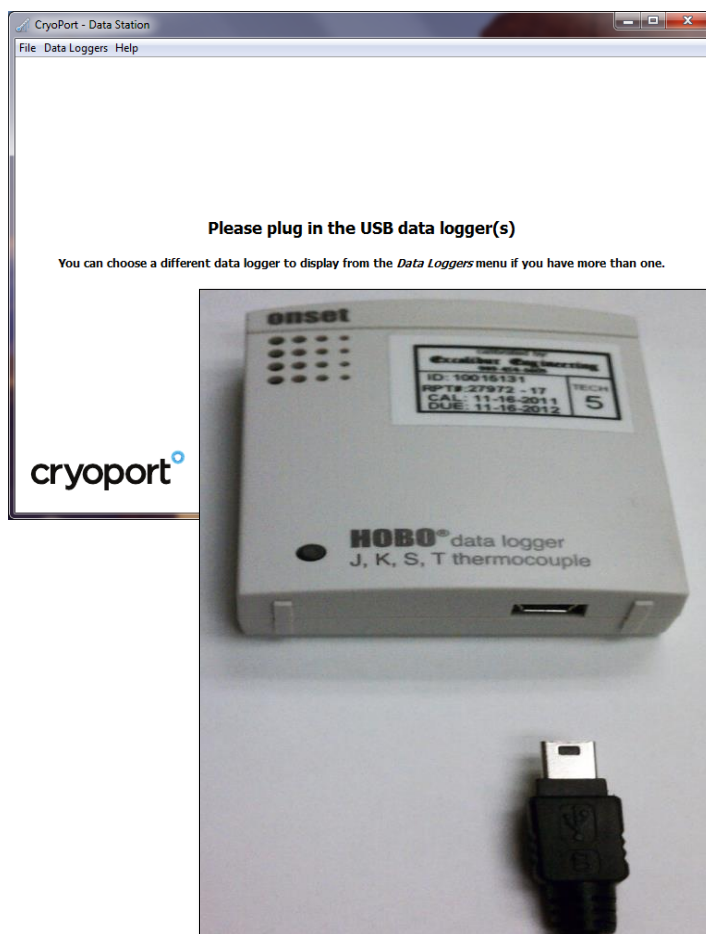 CryoPort - Data Station
File Data Loggers Help
Please plug in the USB data logger(s)
You can choose a different data logger to display from the Data Loggers menu if you have more than one.
cryoport
onset
Excalibur Engineering
ID: 10016131
RPT#:27972 - 17
CAL: 11-16-2011
DUE: 11-16-2012
TECH
5
HOBO® data logger
J, K, S, T thermocouple